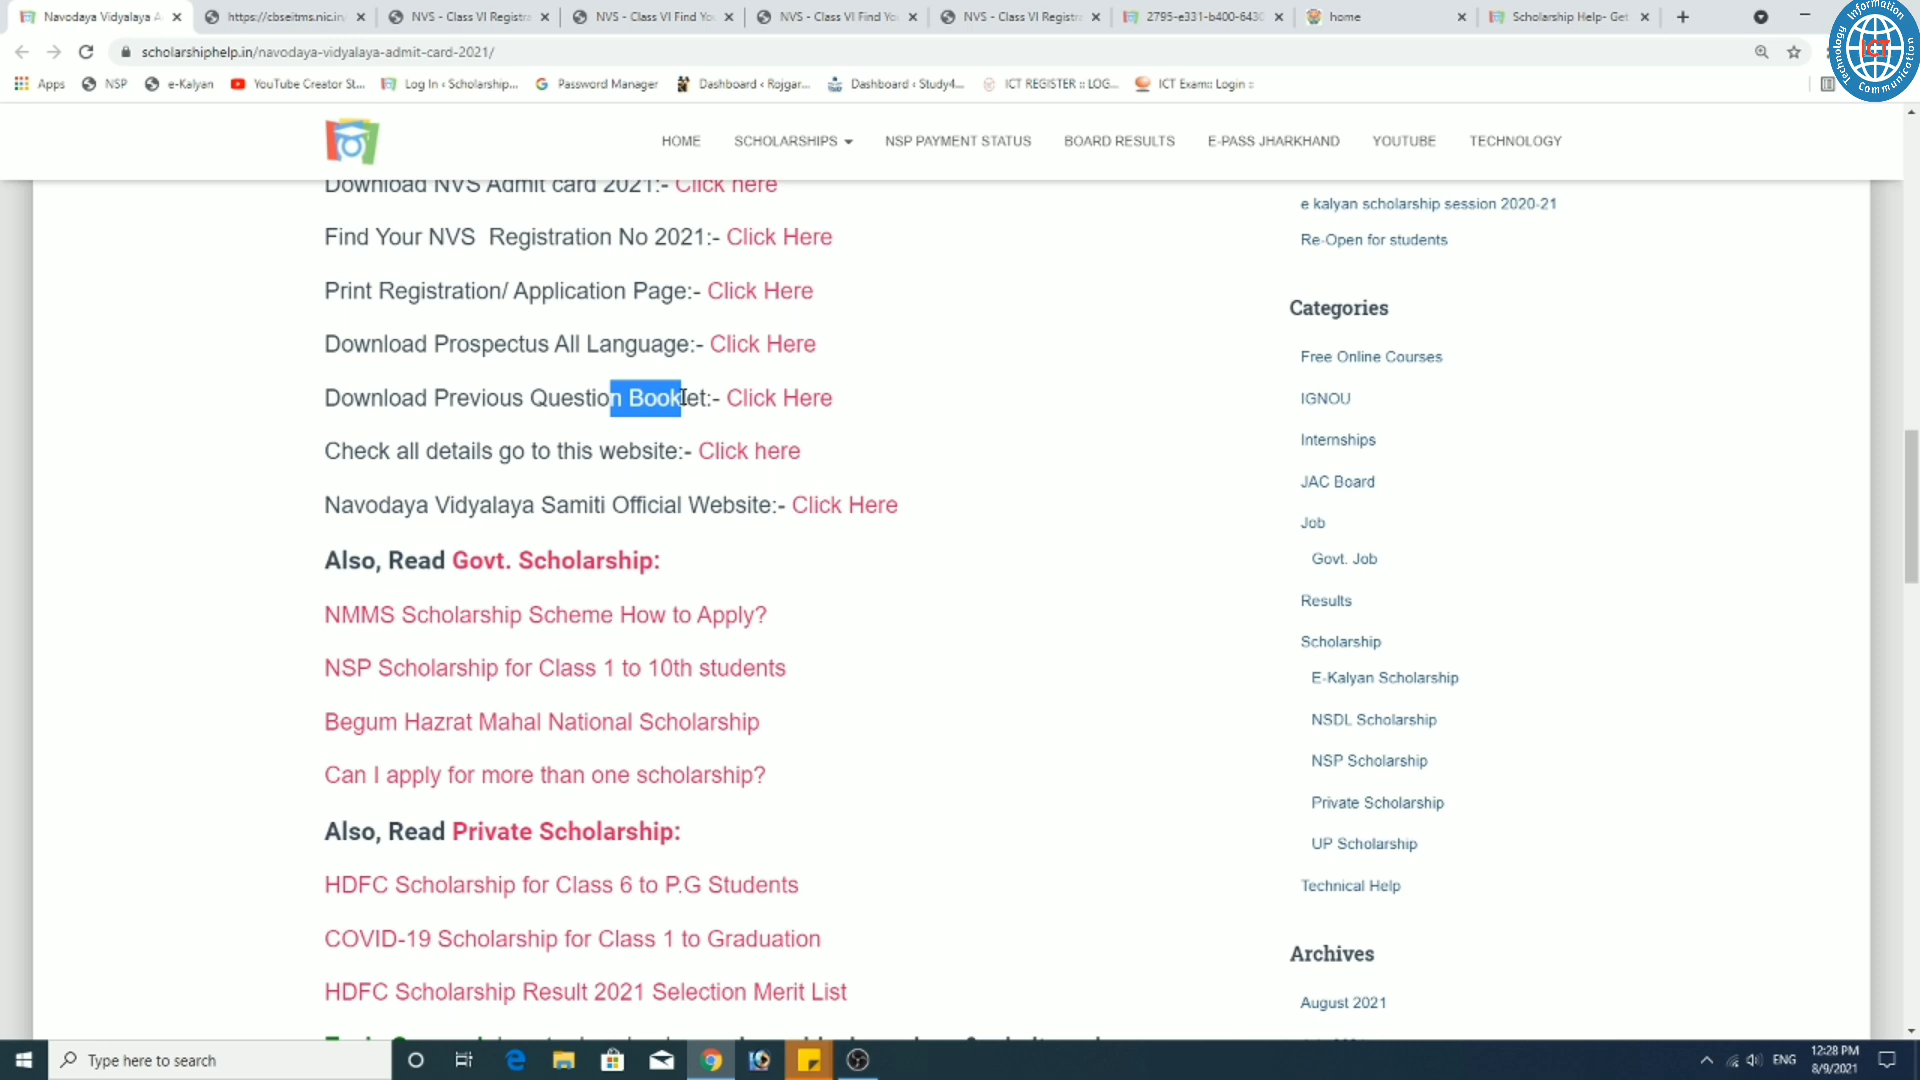 Navodaya Vidyalaya A
https://cbseitms.nic.in
NVS - Class VI Registr
NVS - Class VI Find Yo
NVS - Class VI Find Yo
NVS - Class VI Registr
2795-e331-b400-6430
home
Scholarship Help- Get
scholarshiphelp.in/navodaya-vidyalaya-admit-card-2021/
Information
Communication
Technology
ICT
Apps
NSP
e-Kalyan
YouTube Creator St...
Log In ‹ Scholarship...
Password Manager
Dashboard ‹ Rojgar...
Dashboard ‹ Study4...
ICT REGISTER :: LOG...
ICT Exam:: Login ::
HOME
SCHOLARSHIPS
NSP PAYMENT STATUS
BOARD RESULTS
E-PASS JHARKHAND
YOUTUBE
TECHNOLOGY
Download NVS Admit card 2021:- Click here
Find Your NVS Registration No 2021:- Click Here
Print Registration/ Application Page:- Click Here
Download Prospectus All Language:- Click Here
Download Previous Question Booklet:- Click Here
Check all details go to this website:- Click here
Navodaya Vidyalaya Samiti Official Website:- Click Here
Also, Read Govt. Scholarship:
NMMS Scholarship Scheme How to Apply?
NSP Scholarship for Class 1 to 10th students
Begum Hazrat Mahal National Scholarship
Can I apply for more than one scholarship?
Also, Read Private Scholarship:
HDFC Scholarship for Class 6 to P.G Students
COVID-19 Scholarship for Class 1 to Graduation
HDFC Scholarship Result 2021 Selection Merit List
e kalyan scholarship session 2020-21
Re-Open for students
Categories
Free Online Courses
IGNOU
Internships
JAC Board
Job
Govt. Job
Results
Scholarship
E-Kalyan Scholarship
NSDL Scholarship
NSP Scholarship
Private Scholarship
UP Scholarship
Technical Help
Archives
August 2021
Type here to search
ENG
12:28 PM
8/9/2021